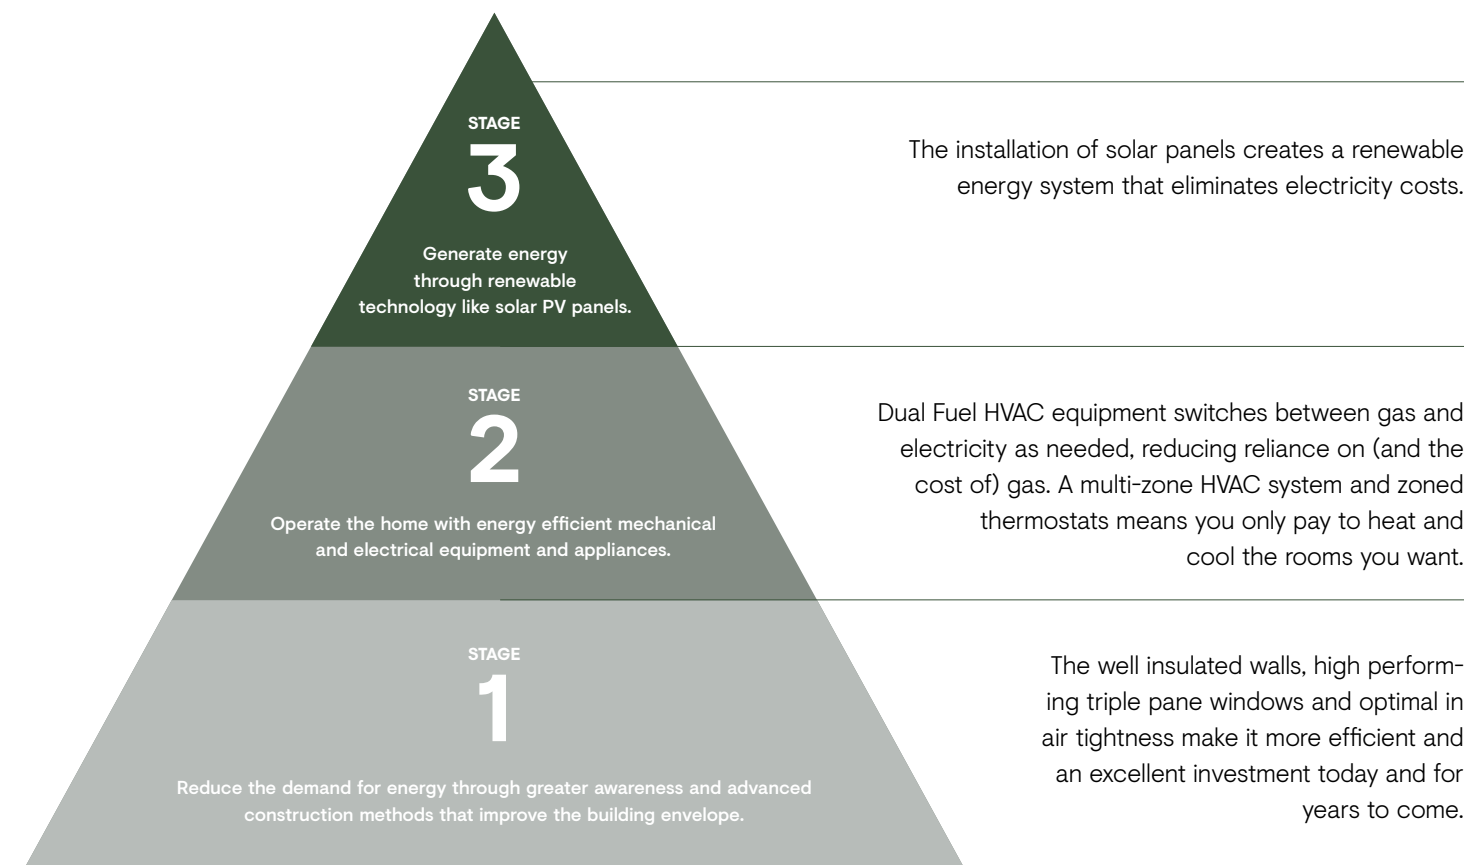 STAGE
3
Generate energy
through renewable
technology like solar PV panels.
The installation of solar panels creates a renewable
energy system that eliminates electricity costs.
STAGE
2
Operate the home with energy efficient mechanical
and electrical equipment and appliances.
Dual Fuel HVAC equipment switches between gas and
electricity as needed, reducing reliance on (and the
cost of) gas. A multi-zone HVAC system and zoned
thermostats means you only pay to heat and
cool the rooms you want.
STAGE
1
Reduce the demand for energy through greater awareness and advanced
construction methods that improve the building envelope.
The well insulated walls, high perform-
ing triple pane windows and optimal in
air tightness make it more efficient and
an excellent investment today and for
years to come.